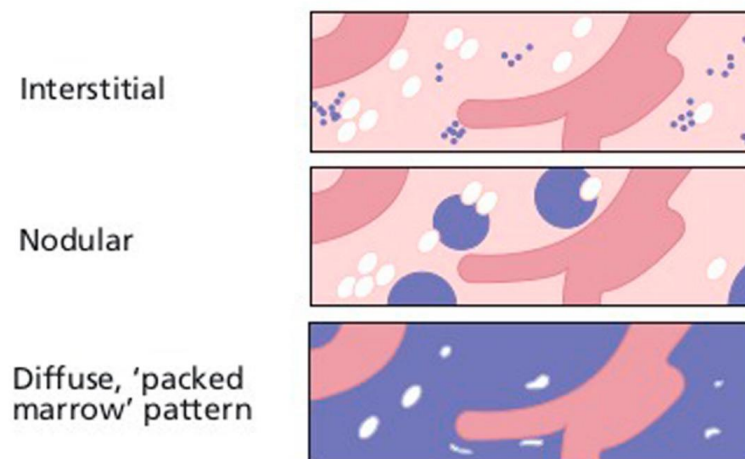 Interstitial
Nodular
Diffuse, ‘packed
marrow’ pattern